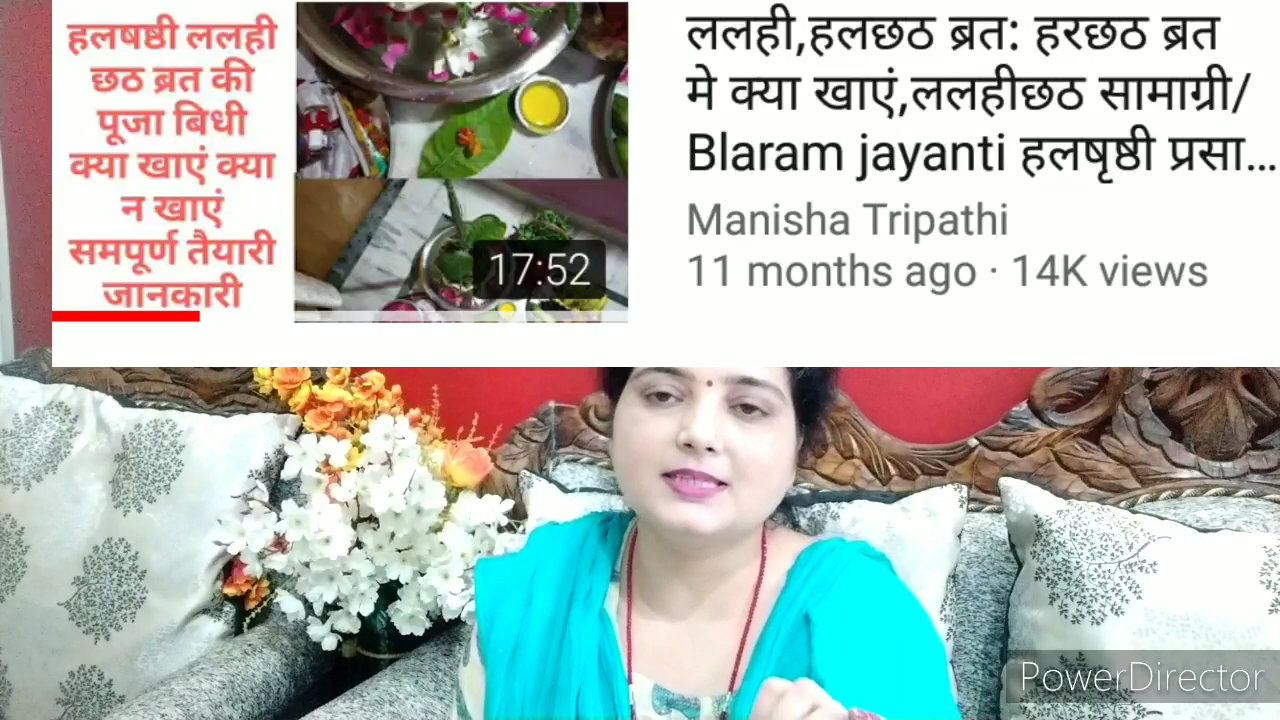 हलषष्ठी ललही
छठ ब्रत की
पूजा बिधी
क्या खाएं क्या
न खाएं
समपूर्ण तैयारी
जानकारी
17:52
ललही,हलछठ ब्रत: हरछठ ब्रत
मे क्या खाएं,ललहीछठ सामाग्री/
Blaram jayanti हलषृष्ठी प्रसा...
Manisha Tripathi
11 months ago · 14K views
PowerDirector